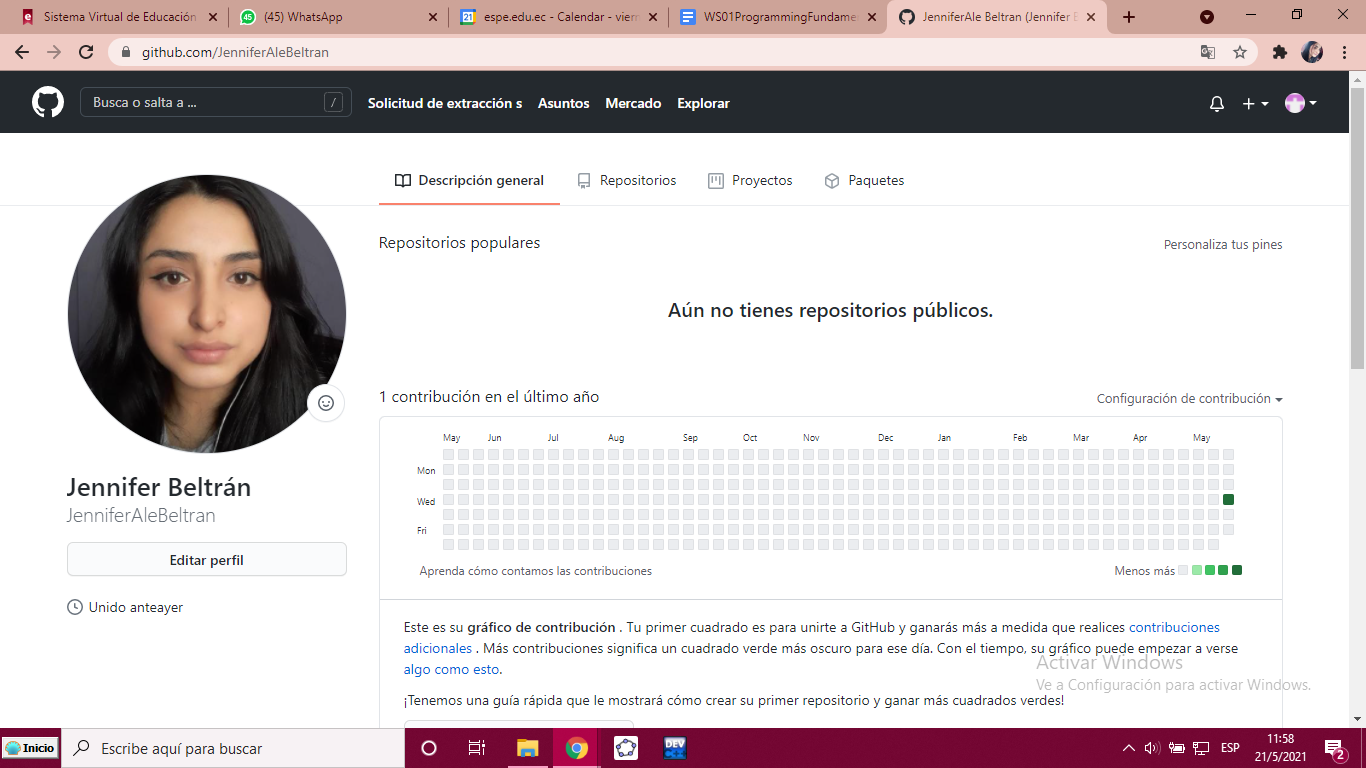 Sistema Virtual de Educación
(45) WhatsApp
espe.edu.ec - Calendar - vier
WS01ProgrammingFundame
JenniferAle Beltran (Jennifer B
github.com/JenniferAleBeltran
Busca o salta a ...
/
Solicitud de extracción s
Asuntos
Mercado
Explorar
Descripción general
Repositorios
Proyectos
Paquetes
Repositorios populares
Personaliza tus pines
Aún no tienes repositorios públicos.
1 contribución en el último año
Configuración de contribución
May Jun Jul Aug Sep Oct Nov Dec Jan Feb Mar Apr May
Mon
Wed
Fri
Aprenda cómo contamos las contribuciones
Menos más
Jennifer Beltrán
JenniferAleBeltran
Editar perfil
Unido anteayer
Este es su gráfico de contribución . Tu primer cuadrado es para unirte a GitHub y ganarás más a medida que realices contribuciones
adicionales . Más contribuciones significa un cuadrado verde más oscuro para ese día. Con el tiempo, su gráfico puede empezar a verse
algo como esto.
¡Tenemos una guía rápida que le mostrará cómo crear su primer repositorio y ganar más cuadrados verdes!
Activar Windows
Ve a Configuración para activar Windows.
Inicio
Escribe aquí para buscar
DEV
ESP
11:58
21/5/2021
2